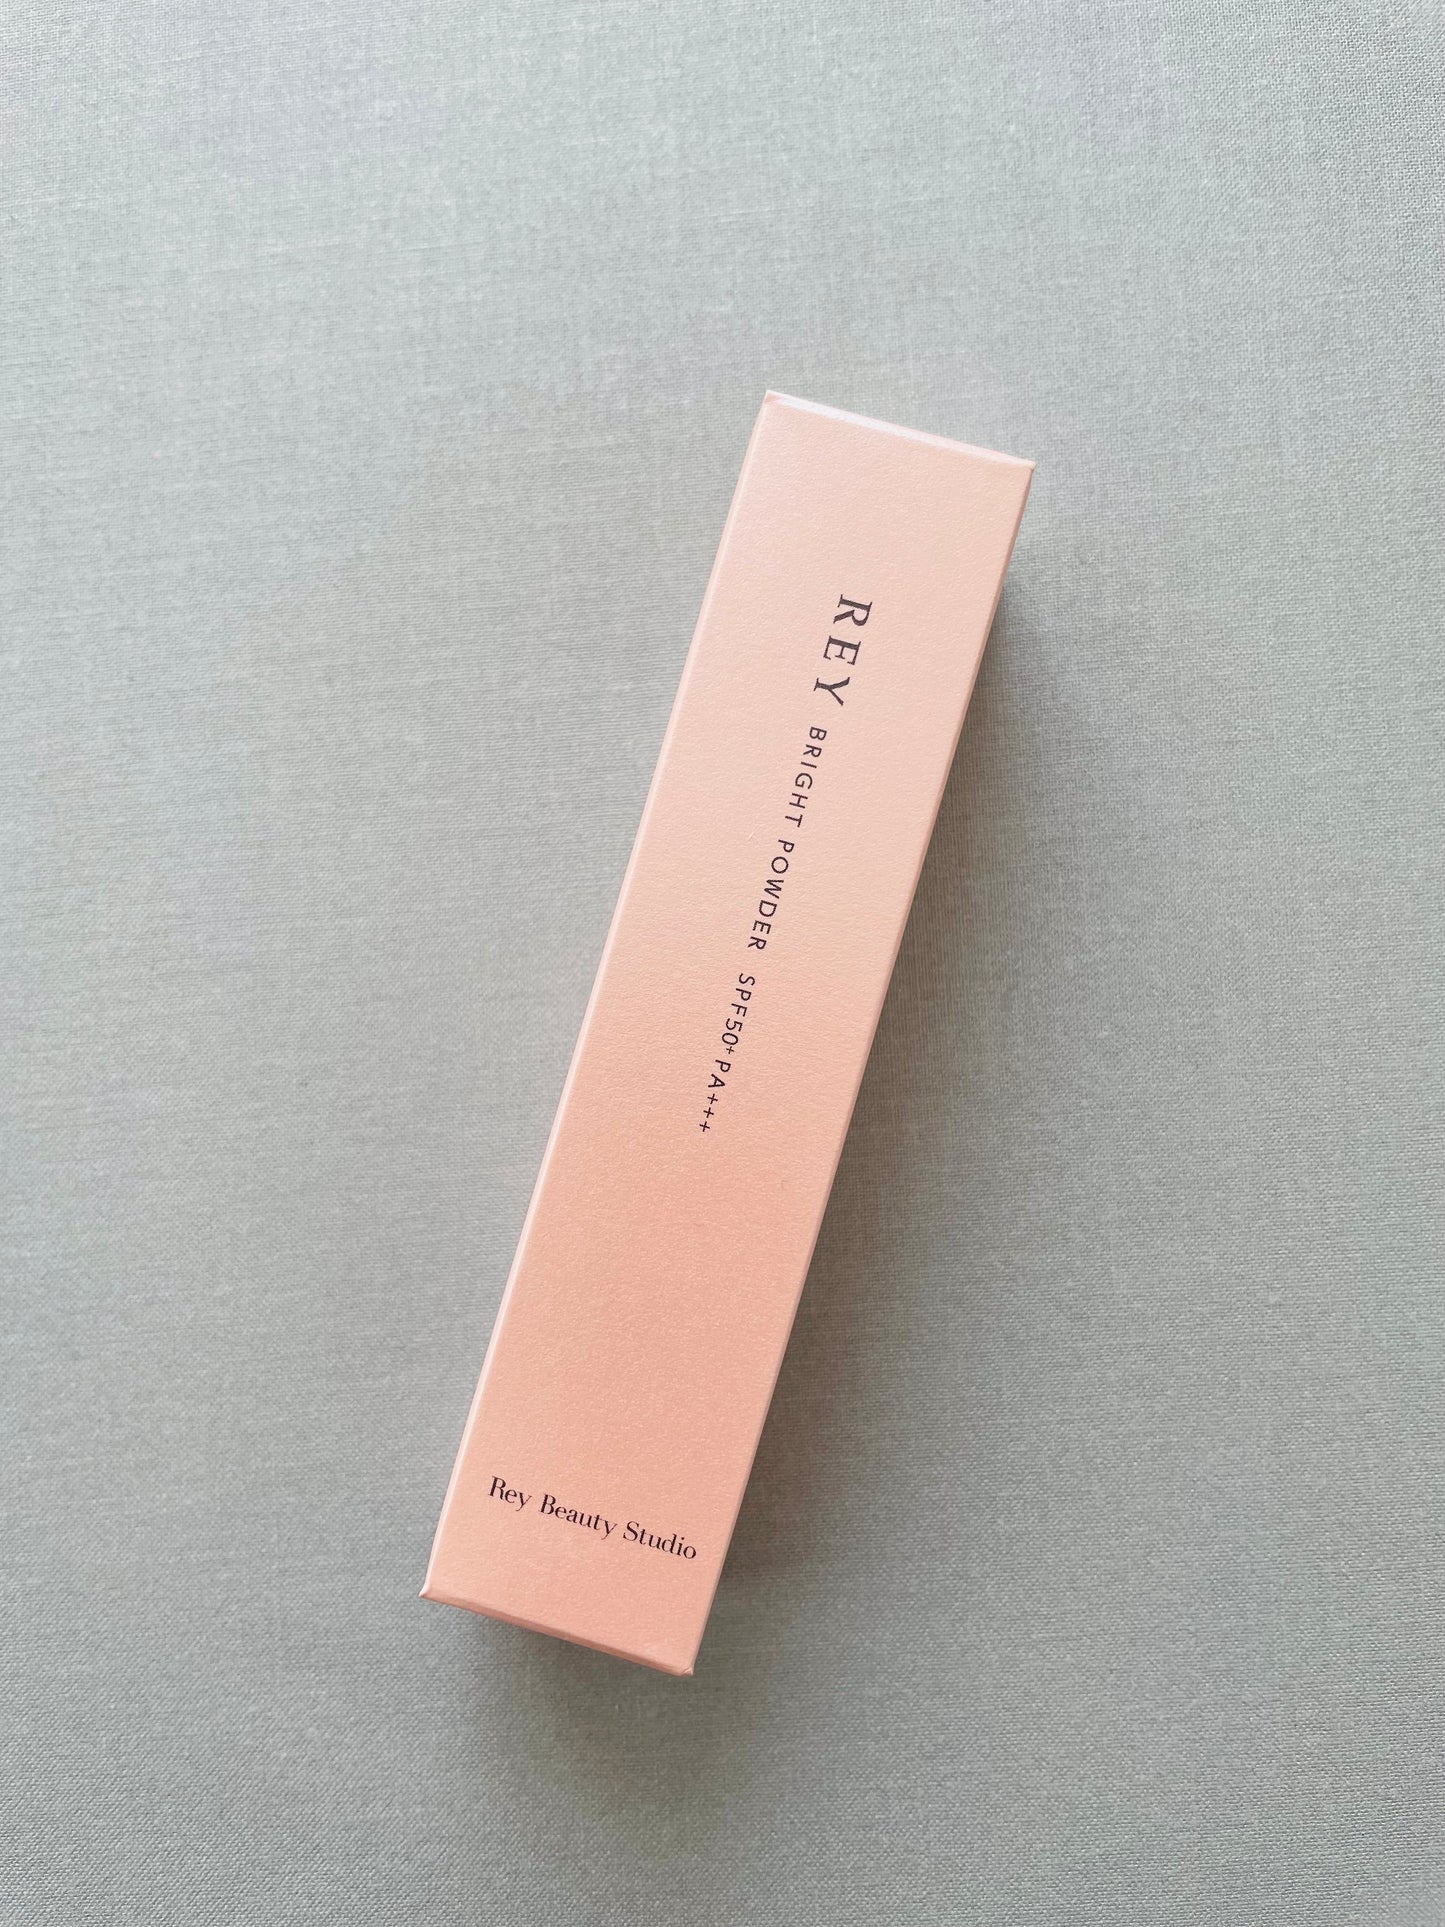 REY BRIGHT POWDER SPF50+ PA+++
Rey Beauty Studio